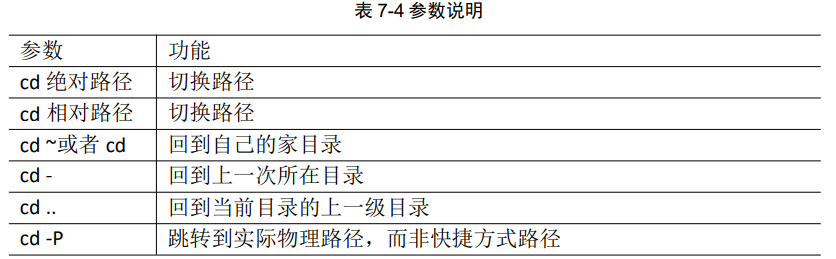 表 7-4 参数说明
参数 功能
cd 绝对路径 切换路径
cd 相对路径 切换路径
cd ~或者 cd 回到自己的家目录
cd - 回到上一次所在目录
cd .. 回到当前目录的上一级目录
cd -P 跳转到实际物理路径，而非快捷方式路径